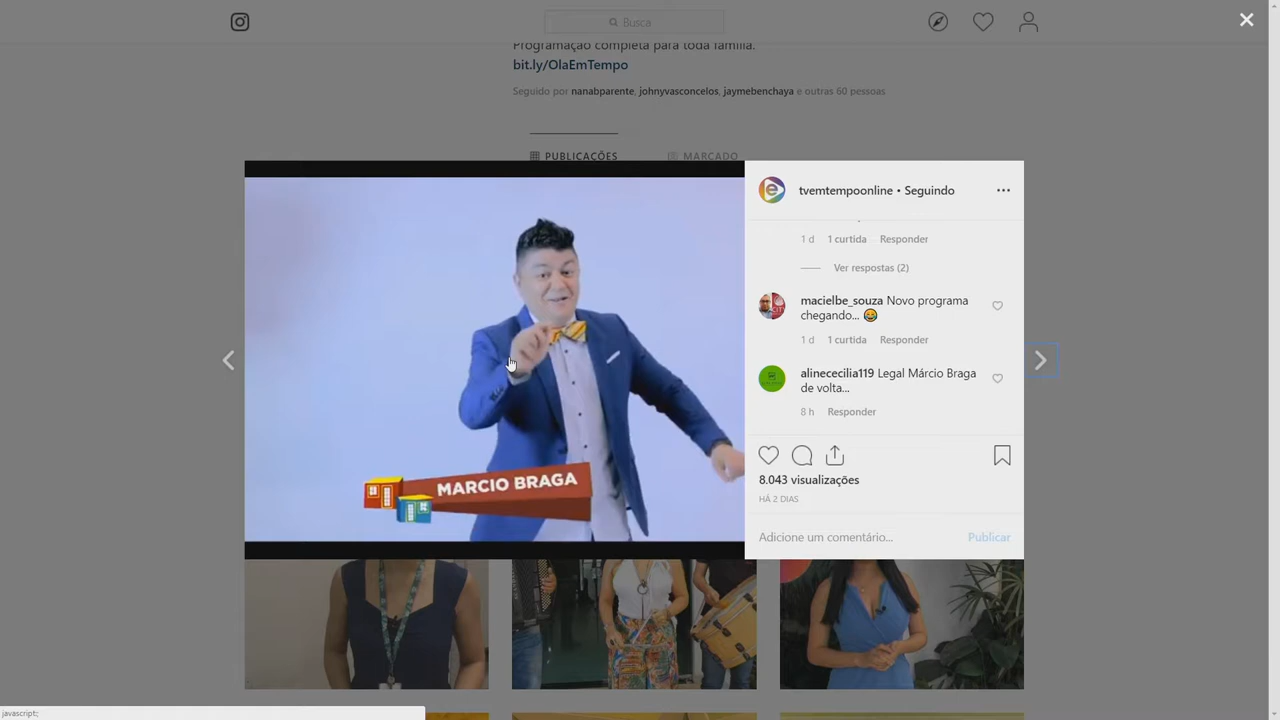 Busca
Programação completa para toda família.
bit.ly/OlaEmTempo
Seguido por nanabparente, johnyvasconcelos, jaymebenchaya e outras 60 pessoas
PUBLICAÇÕES
MARCADO
tvemtempoonline • Seguindo
1 d 1 curtida Responder
Ver respostas (2)
macielbe_souza Novo programa
chegando... 😂
1 d 1 curtida Responder
alinececilia119 Legal Márcio Braga
de volta...
8 h Responder
8.043 visualizações
HÁ 2 DIAS
Adicione um comentário... Publicar
MARCIO BRAGA
javascript:;